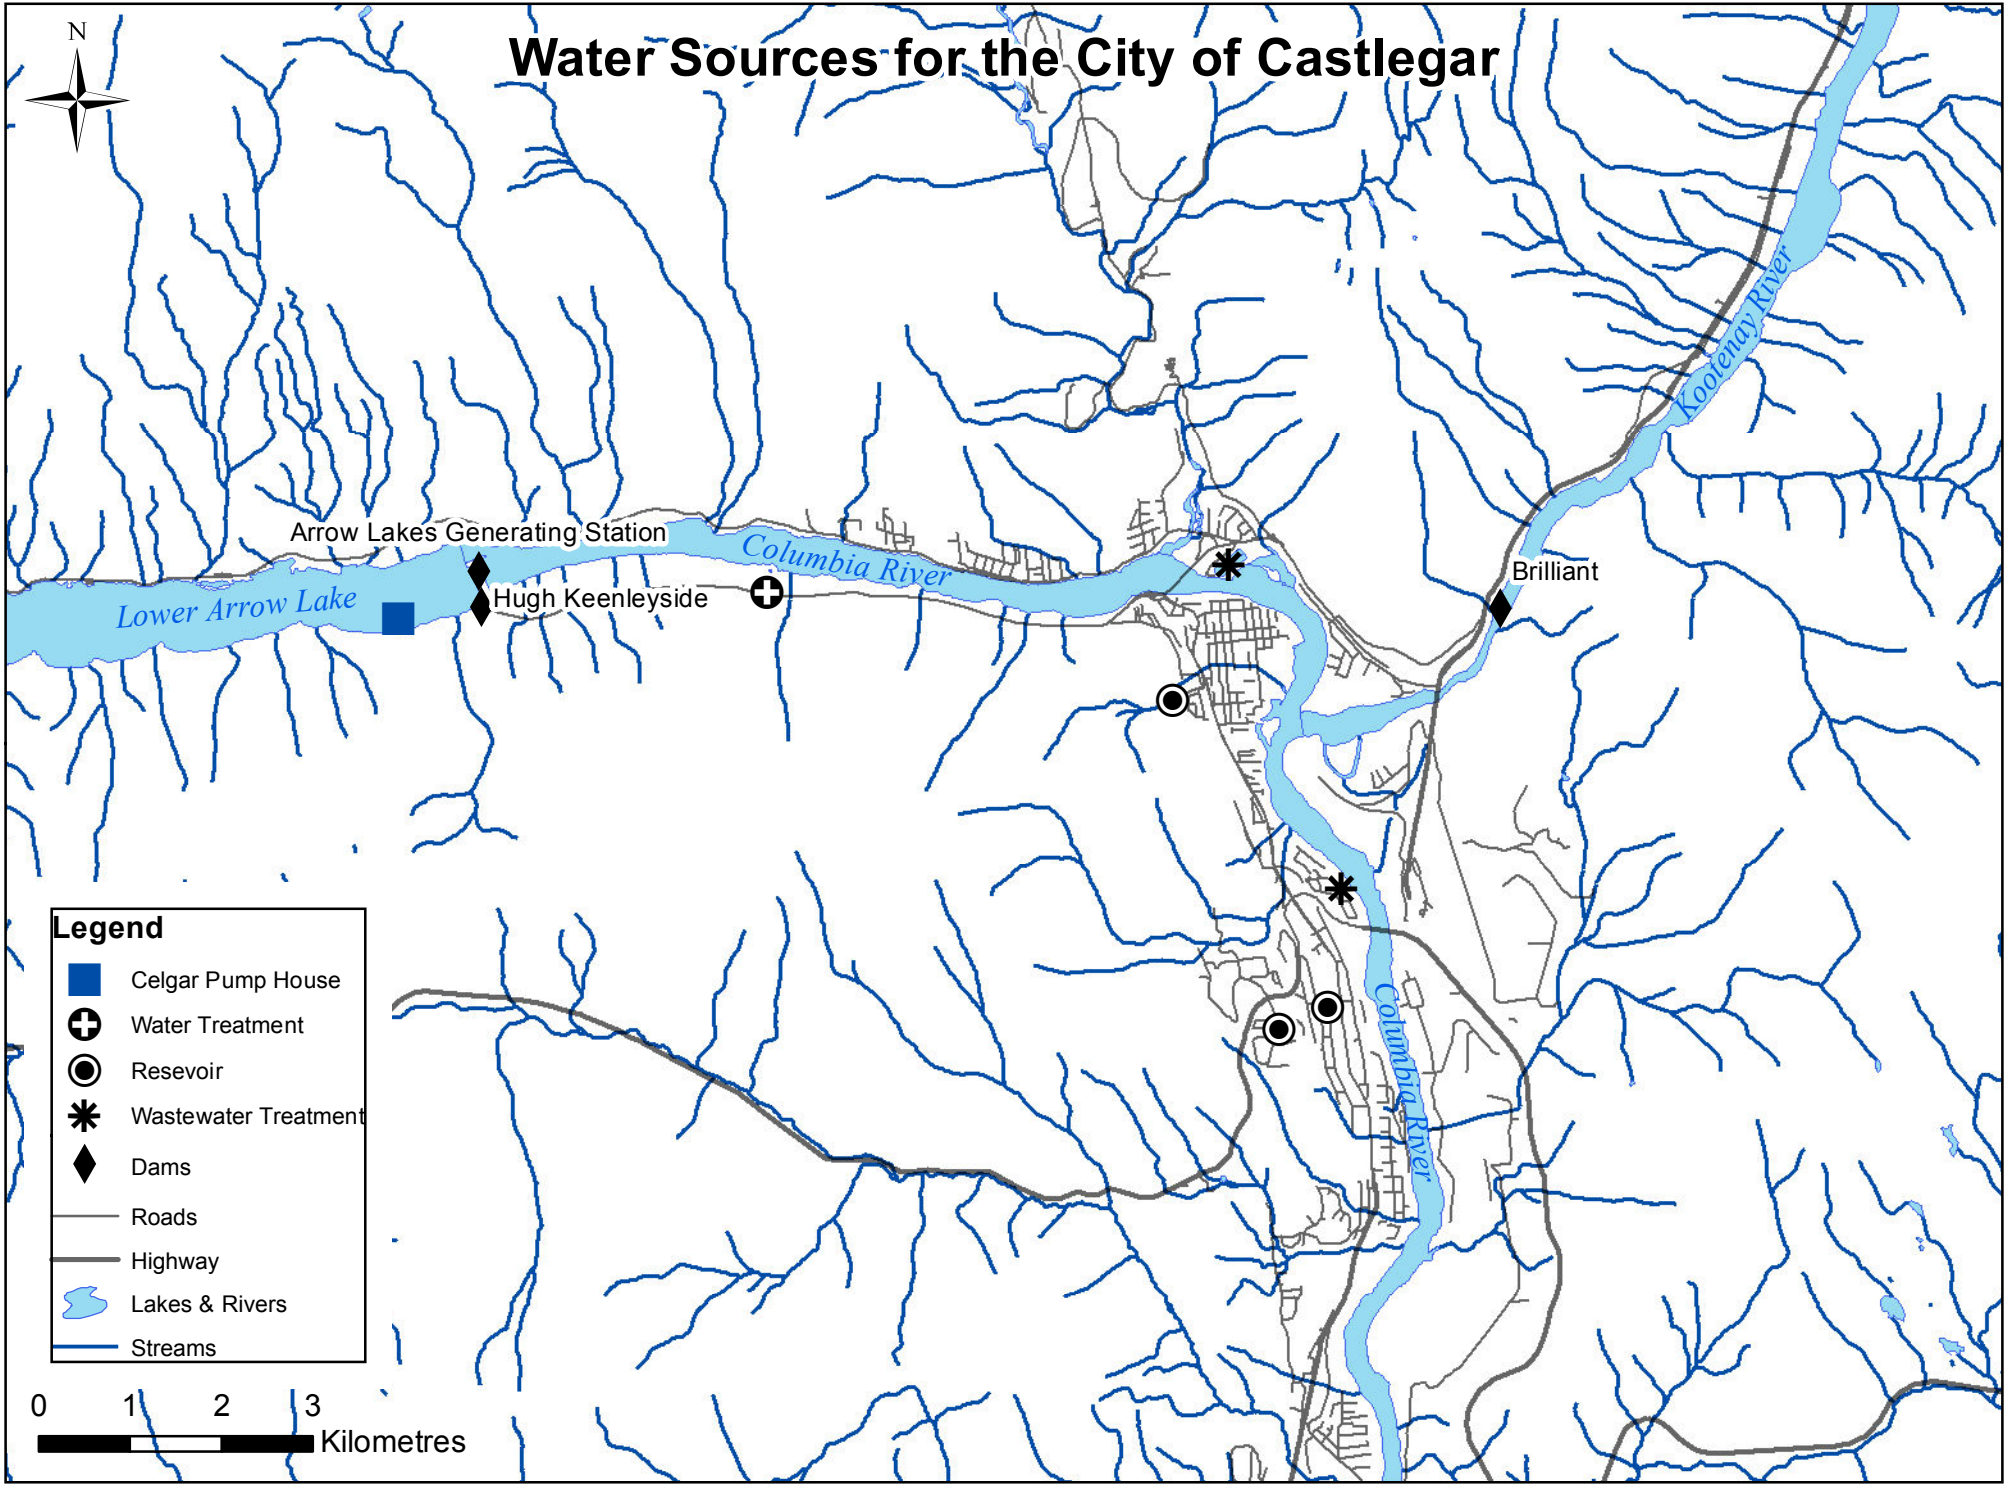 N
Water Sources for the City of Castlegar
Kootenay River
Arrow Lakes Generating Station
Columbia River
Brilliant
Lower Arrow Lake
Hugh Keenleyside
Columbia River
Legend
Celgar Pump House
Water Treatment
Resevoir
Wastewater Treatment
Dams
Roads
Highway
Lakes & Rivers
Streams
0 1 2 3
Kilometres